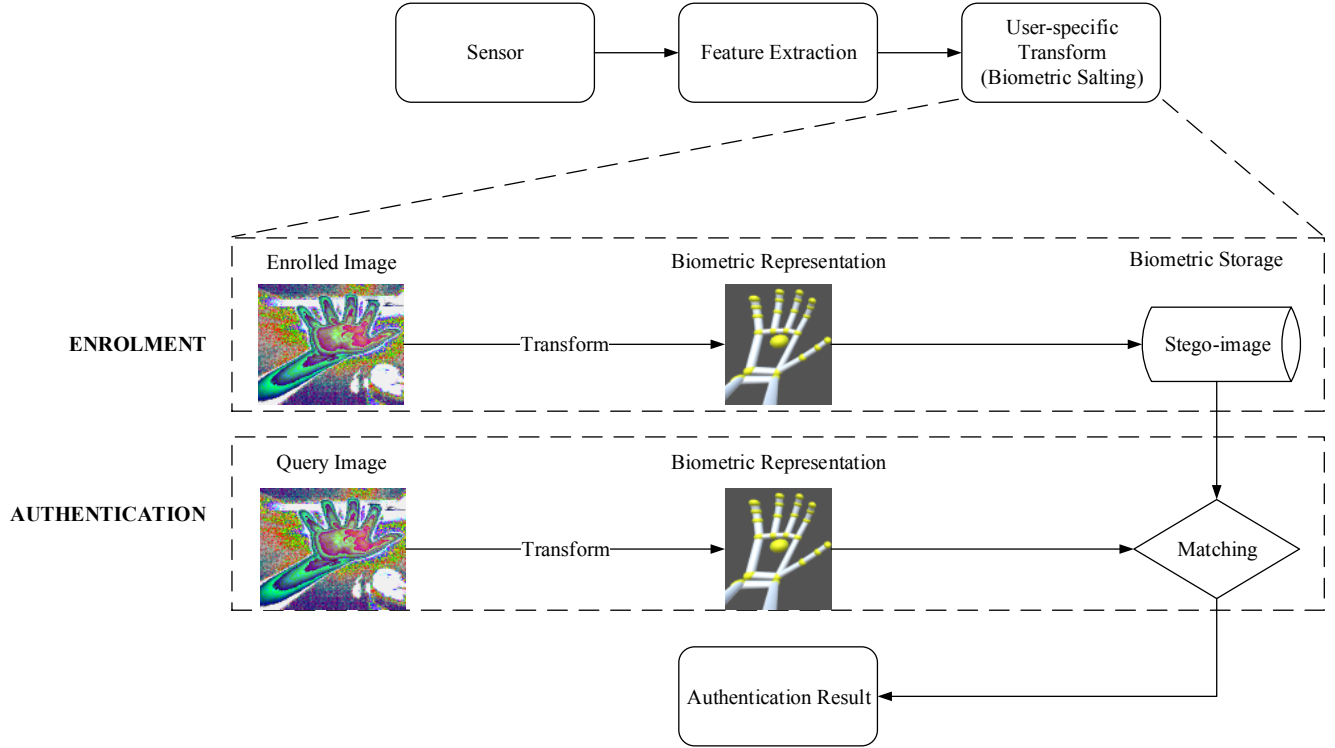 Sensor
Feature Extraction
User-specific
Transform
(Biometric Salting)
Enrolled Image
Biometric Representation
Biometric Storage
ENROLMENT
Transform
Stego-image
Query Image
Biometric Representation
AUTHENTICATION
Transform
Matching
Authentication Result